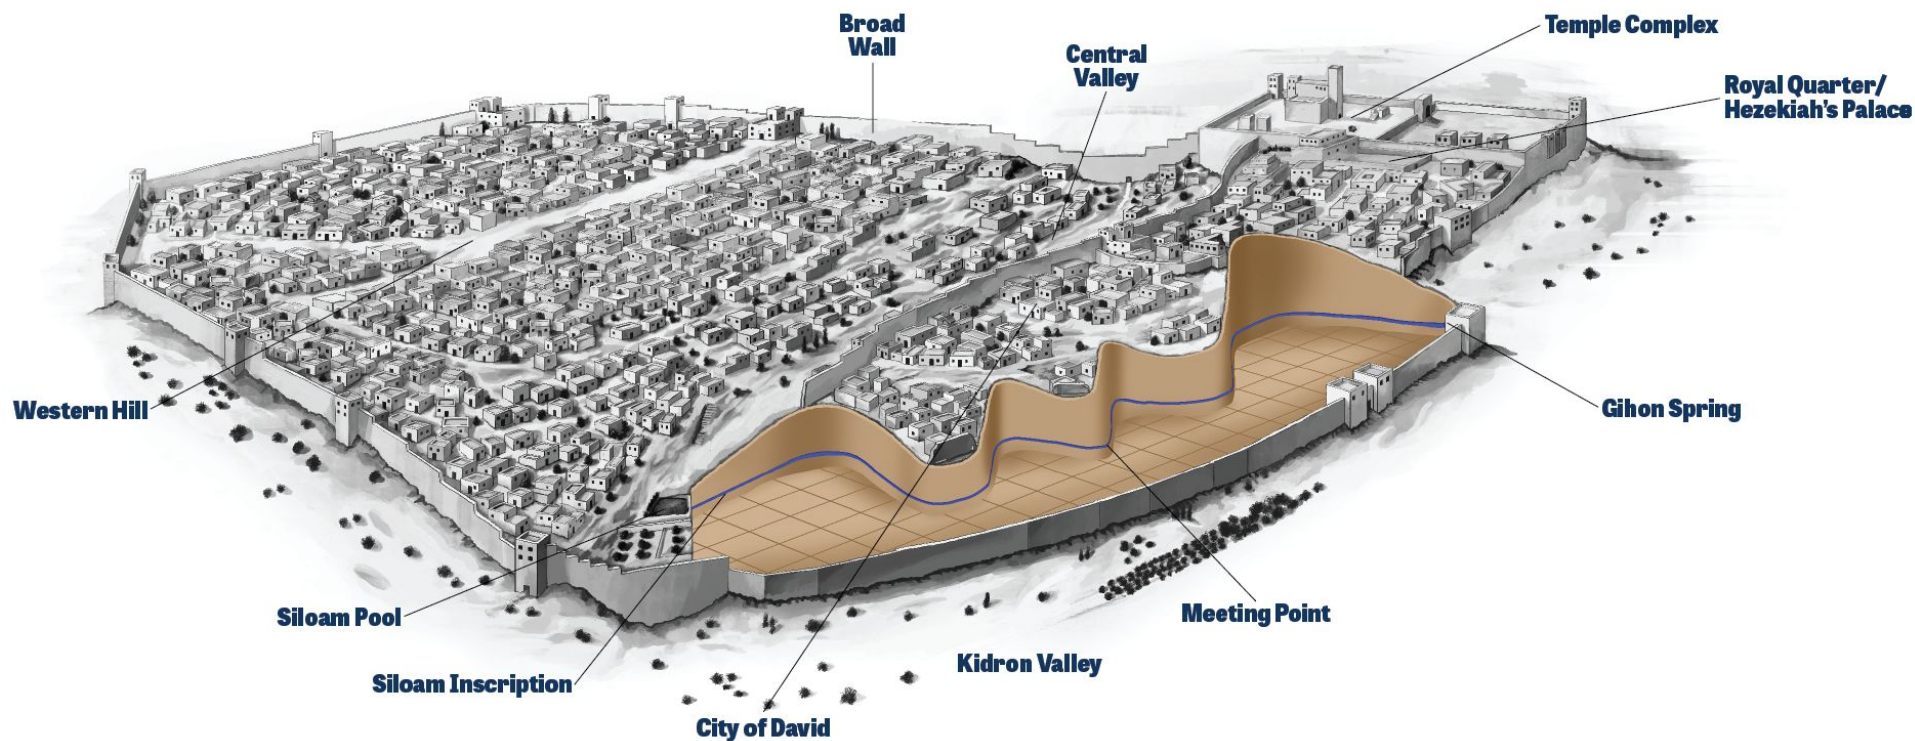 Broad
Wall
Central
Valley
Temple Complex
Royal Quarter/
Hezekiah's Palace
Western Hill
Gihon Spring
Siloam Pool
Meeting Point
Siloam Inscription
Kidron Valley
City of David